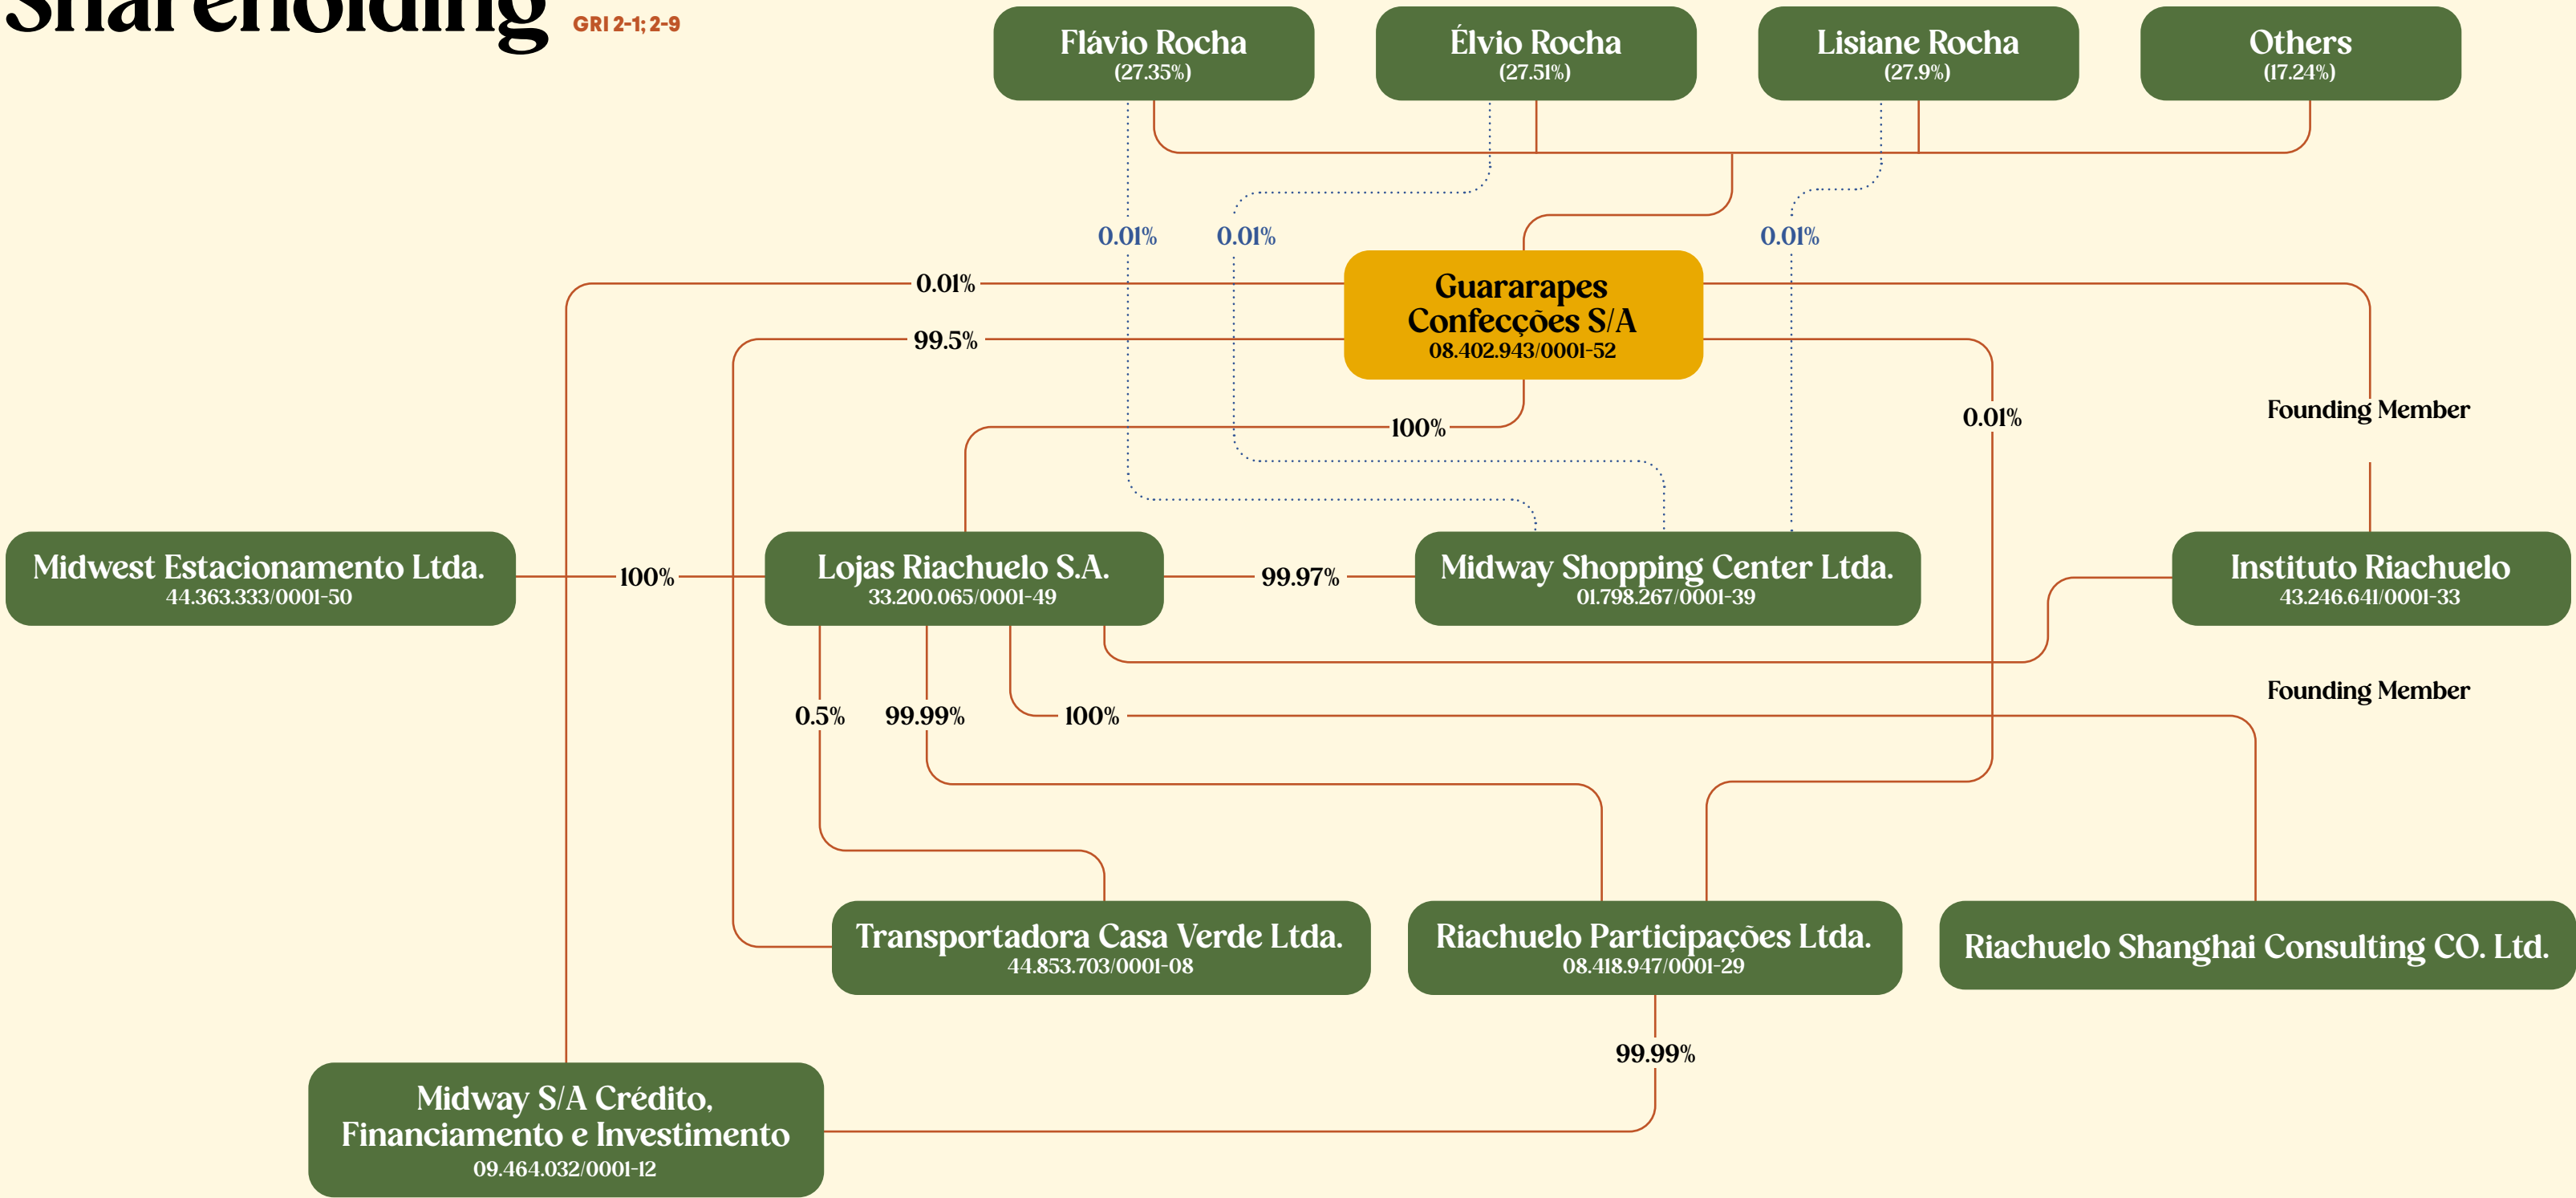 Shareholding
GRI 2-1; 2-9
Flávio Rocha
(27.35%)
Élvio Rocha
(27.51%)
Lisiane Rocha
(27.9%)
Others
(17.24%)
0.01%
0.01%
0.01%
0.01%
99.5%
Guararapes
Confecções S/A
08.402.943/0001-52
100%
0.01%
Founding Member
Midwest Estacionamento Ltda.
44.363.333/0001-50
100%
Lojas Riachuelo S.A.
33.200.065/0001-49
99.97%
Midway Shopping Center Ltda.
01.798.267/0001-39
Instituto Riachuelo
43.246.641/0001-33
Founding Member
0.5%
99.99%
100%
Transportadora Casa Verde Ltda.
44.853.703/0001-08
Riachuelo Participações Ltda.
08.418.947/0001-29
Riachuelo Shanghai Consulting CO. Ltd.
99.99%
Midway S/A Crédito,
Financiamento e Investimento
09.464.032/0001-12